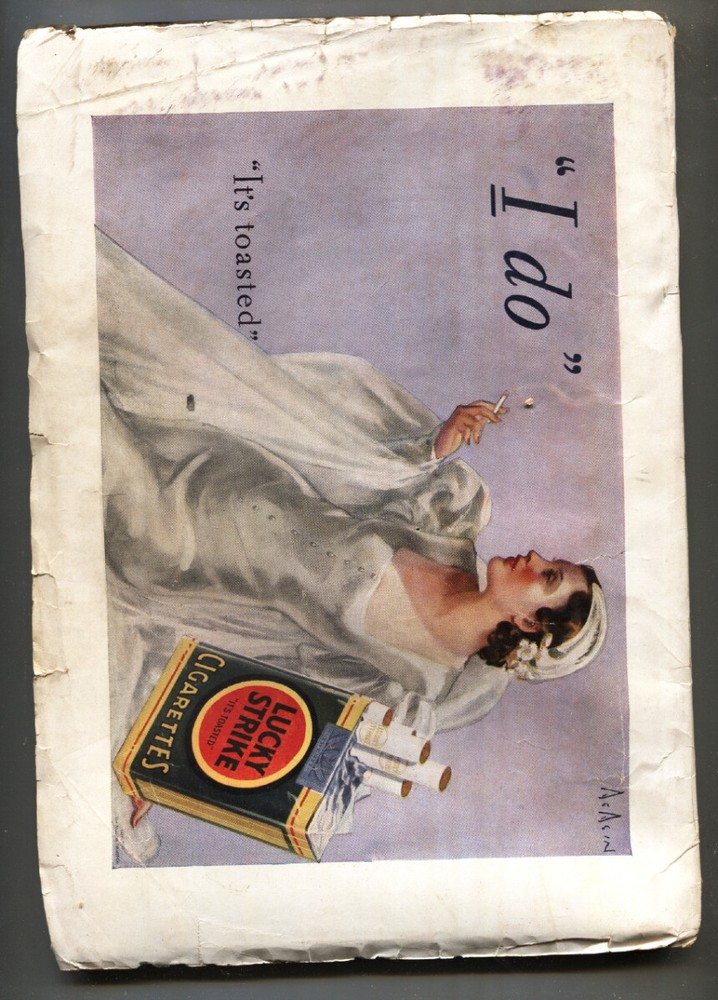 “I do”
“It's toasted”
LUCKY
STRIKE
"IT'S TOASTED"
CIGARETTES